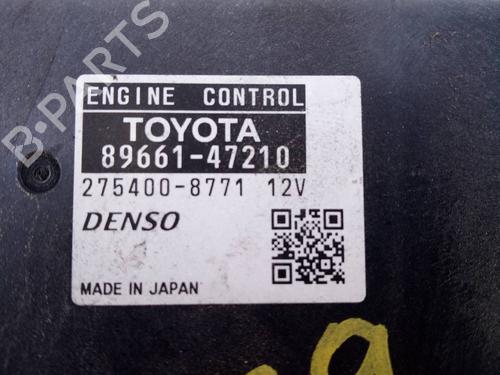 B-PARTS
ENGINE CONTROL
TOYOTA
89661-47210
275400-8771 12V
DENSO
MADE IN JAPAN